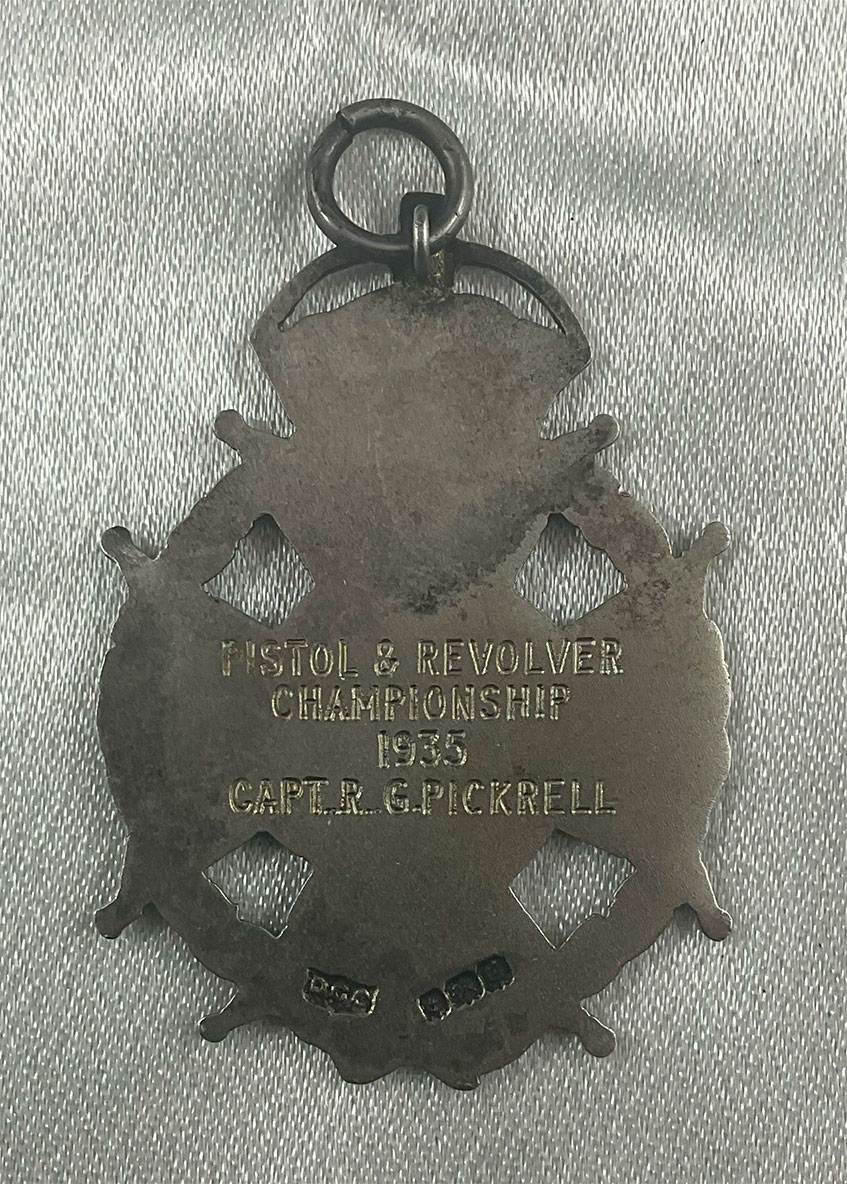 PISTOL & REVOLVER
CHAMPIONSHIP
1935
CAPT. R. G. PICKRELL